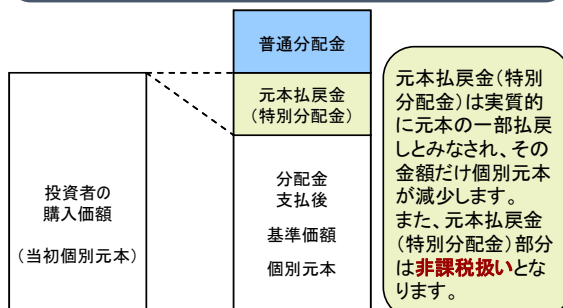 普通分配金
元本払戻金
（特別分配金）
投資者の
購入価額
（当初個別元本）
分配金
支払後
基準価額
個別元本
元本払戻金（特別
分配金）は実質的
に元本の一部払戻
しとみなされ、その
金額だけ個別元本
が減少します。
また、元本払戻金
（特別分配金）部分
は非課税扱いとな
ります。